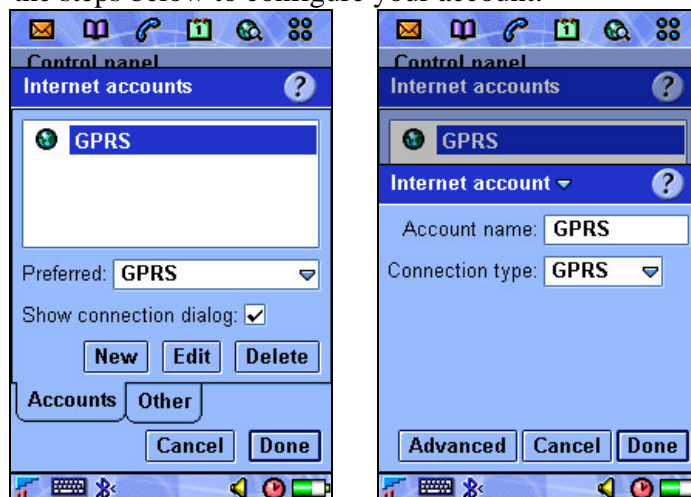 the steps below to configure your account.
Control panel
Internet accounts ?
GPRS
Preferred: GPRS
Show connection dialog:
New Edit Delete
Accounts Other
Cancel Done
Control panel
Internet accounts ?
GPRS
Internet account ?
Account name: GPRS
Connection type: GPRS
Advanced Cancel Done